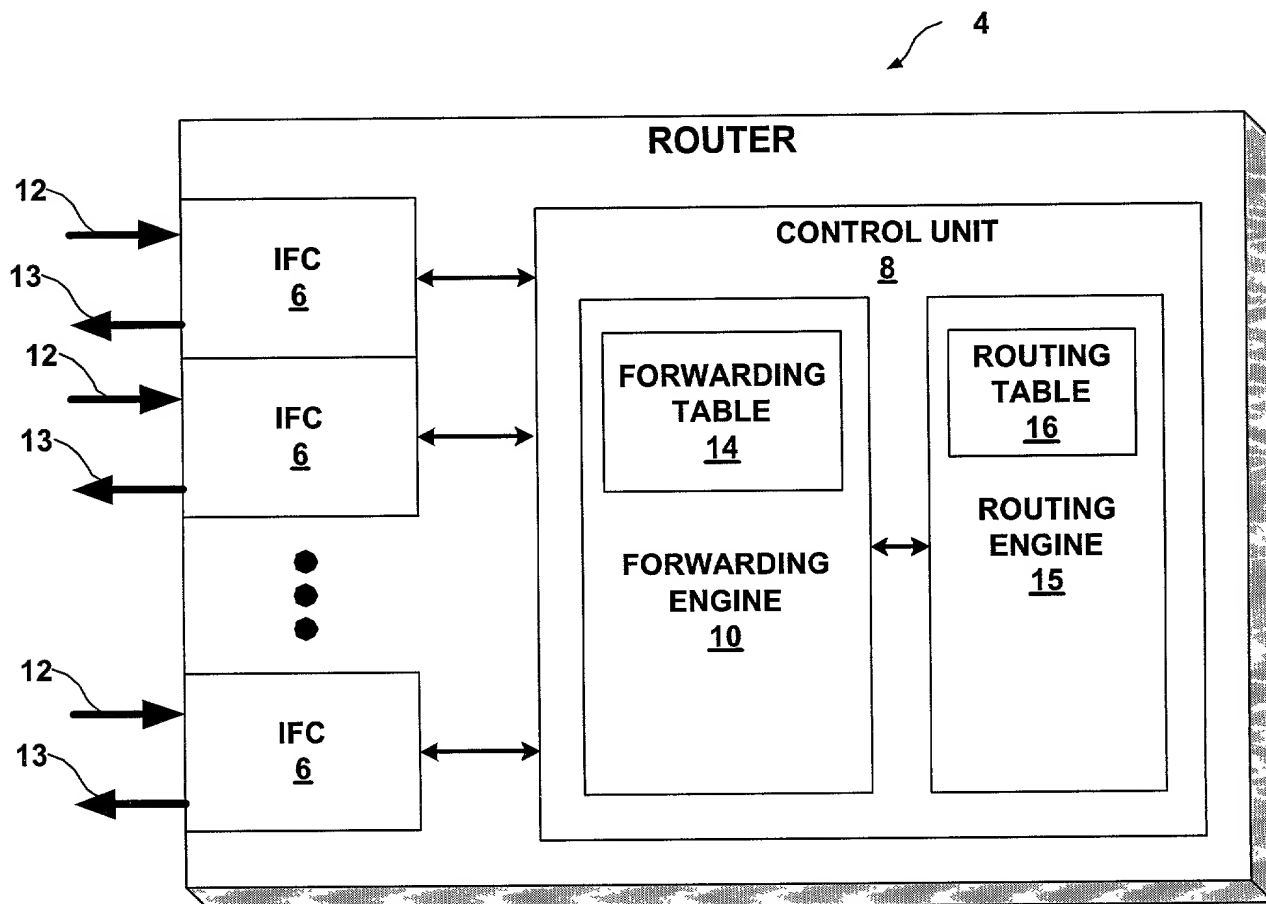 4
ROUTER
12
IFC
6
13
12
IFC
6
13
12
IFC
6
13
CONTROL UNIT
8
FORWARDING
TABLE
14
FORWARDING
ENGINE
10
ROUTING
TABLE
16
ROUTING
ENGINE
15